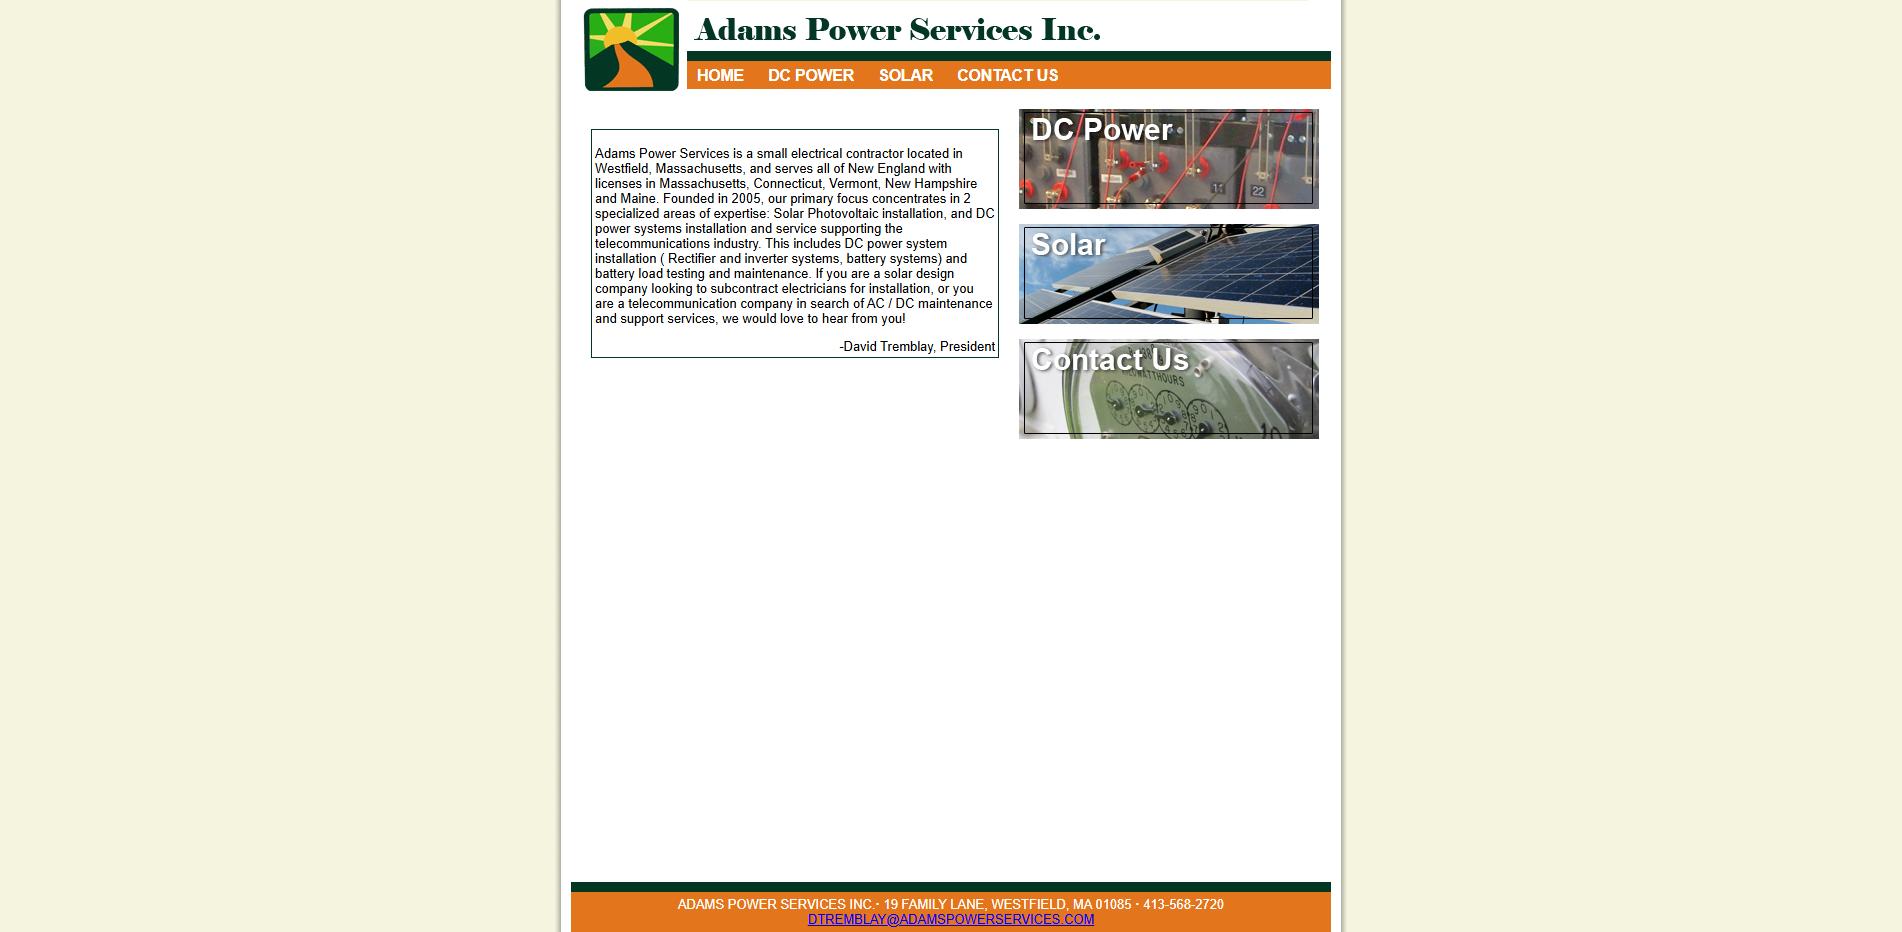 Adams Power Services Inc.
HOME DC POWER SOLAR CONTACT US
Adams Power Services is a small electrical contractor located in
Westfield, Massachusetts, and serves all of New England with
licenses in Massachusetts, Connecticut, Vermont, New Hampshire
and Maine. Founded in 2005, our primary focus concentrates in 2
specialized areas of expertise: Solar Photovoltaic installation, and DC
power systems installation and service supporting the
telecommunications industry. This includes DC power system
installation ( Rectifier and inverter systems, battery systems) and
battery load testing and maintenance. If you are a solar design
company looking to subcontract electricians for installation, or you
are a telecommunication company in search of AC / DC maintenance
and support services, we would love to hear from you!
-David Tremblay, President
DC Power
11 22
Solar
Contact Us
ADAMS POWER SERVICES INC.· 19 FAMILY LANE, WESTFIELD, MA 01085 · 413-568-2720
DTREMBLAY@ADAMSPOWERSERVICES.COM